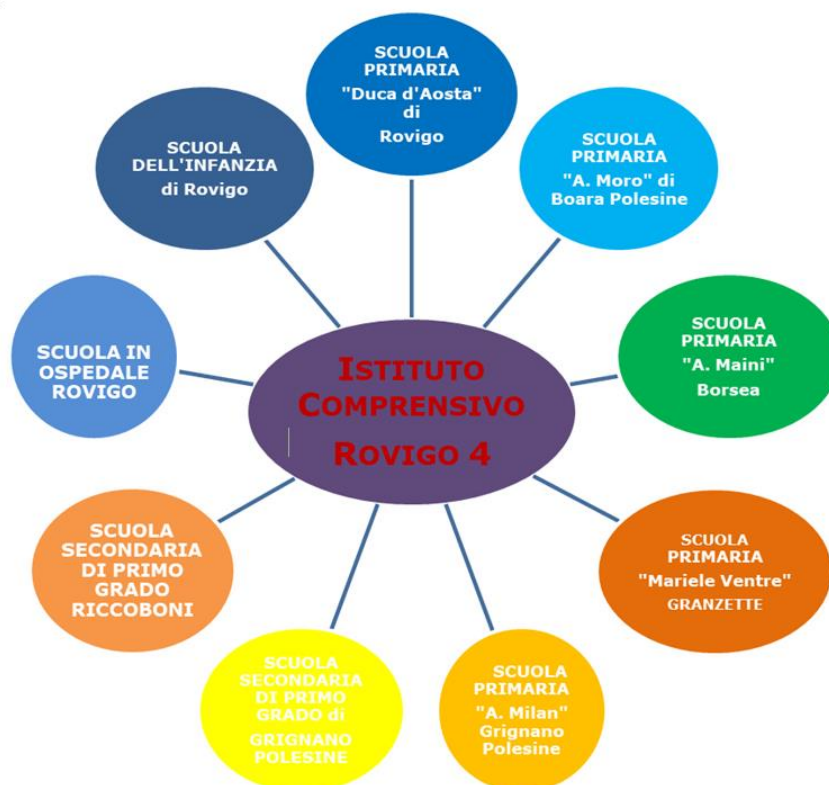 SCUOLA
PRIMARIA
"Duca d'Aosta"
di
Rovigo
SCUOLA
PRIMARIA
"A. Moro" di
Boara Polesine
SCUOLA
PRIMARIA
"A. Maini"
Borsea
SCUOLA
PRIMARIA
"Mariele Ventre"
GRANZETTE
SCUOLA
PRIMARIA
"A. Milan"
Grignano
Polesine
SCUOLA
SECONDARIA
DI PRIMO
GRADO di
GRIGNANO
POLESINE
SCUOLA
SECONDARIA
DI PRIMO
GRADO
RICCOBONI
SCUOLA IN
OSPEDALE
ROVIGO
SCUOLA
DELL'INFANZIA
di Rovigo
ISTITUTO
COMPRENSIVO
ROVIGO 4